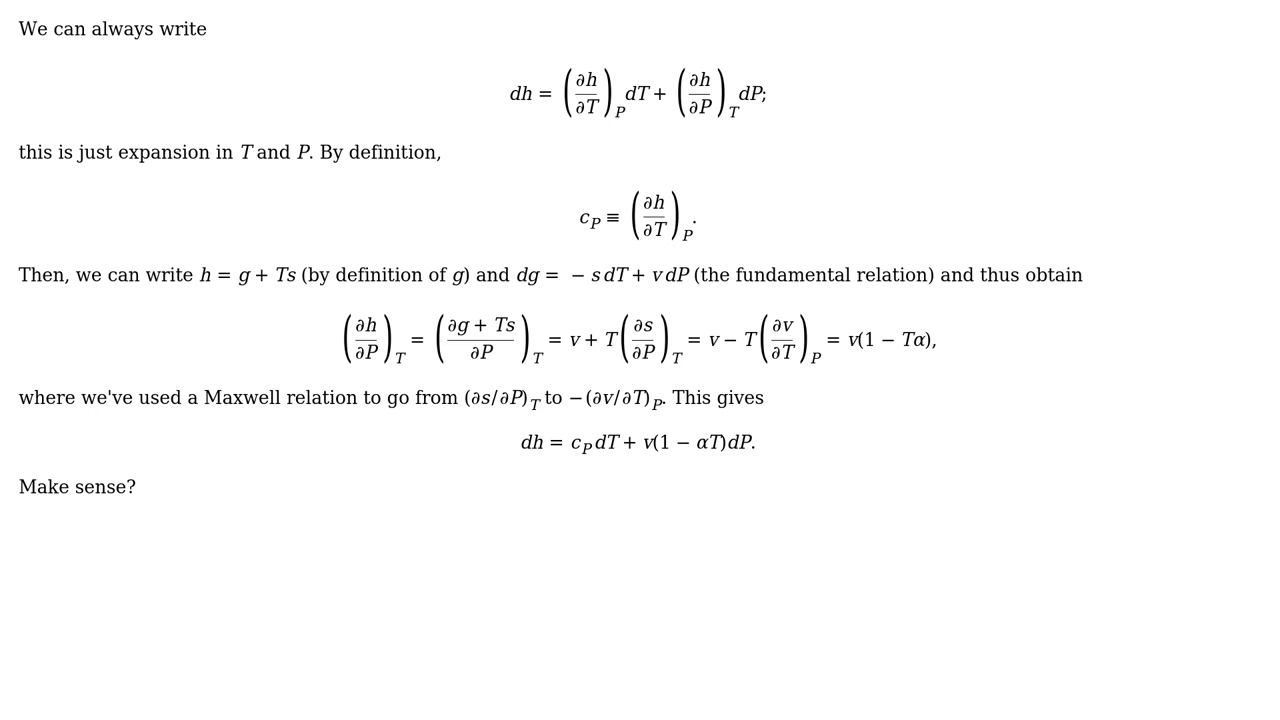 We can always write
dh = (∂h/∂T)_P dT + (∂h/∂P)_T dP;
this is just expansion in T and P. By definition,
c_P ≡ (∂h/∂T)_P.
Then, we can write h = g + Ts (by definition of g) and dg = − s dT + v dP (the fundamental relation) and thus obtain
(∂h/∂P)_T = (∂g + Ts/∂P)_T = v + T(∂s/∂P)_T = v − T(∂v/∂T)_P = v(1 − Tα),
where we've used a Maxwell relation to go from (∂s/∂P)_T to −(∂v/∂T)_P. This gives
dh = c_P dT + v(1 − αT)dP.
Make sense?